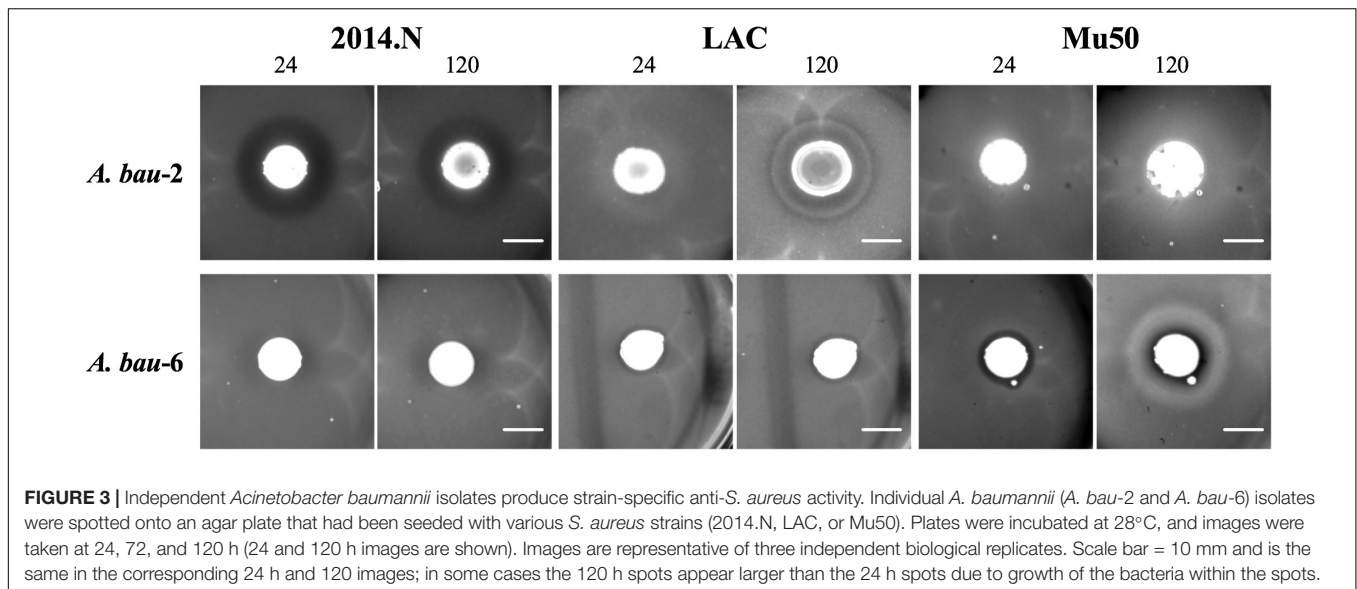 2014.N LAC Mu50
24 120 24 120 24 120
A. bau-2
A. bau-6
FIGURE 3 | Independent Acinetobacter baumannii isolates produce strain-specific anti-S. aureus activity. Individual A. baumannii (A. bau-2 and A. bau-6) isolates
were spotted onto an agar plate that had been seeded with various S. aureus strains (2014.N, LAC, or Mu50). Plates were incubated at 28°C, and images were
taken at 24, 72, and 120 h (24 and 120 h images are shown). Images are representative of three independent biological replicates. Scale bar = 10 mm and is the
same in the corresponding 24 h and 120 images; in some cases the 120 h spots appear larger than the 24 h spots due to growth of the bacteria within the spots.